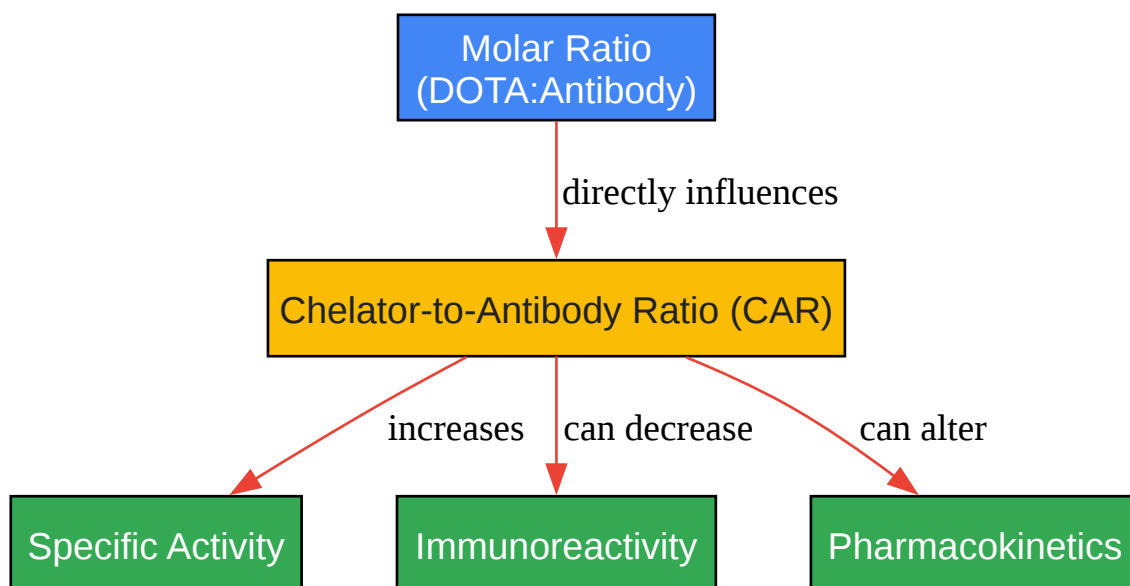 Molar Ratio
(DOTA:Antibody)
directly influences
Chelator-to-Antibody Ratio (CAR)
increases
can decrease
can alter
Specific Activity
Immunoreactivity
Pharmacokinetics